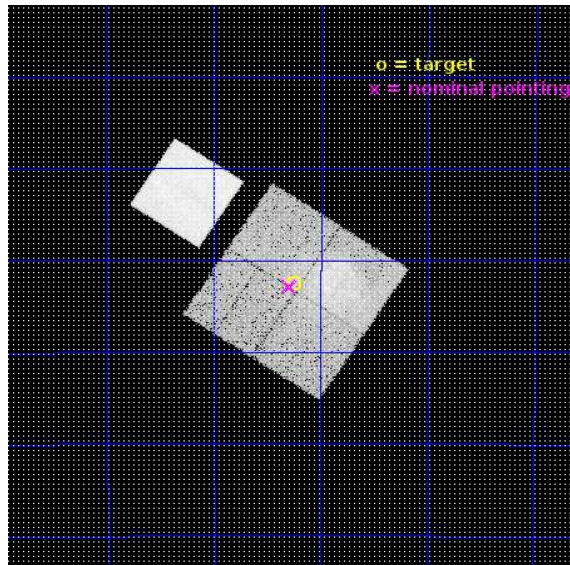 o = target
x = nominal pointing